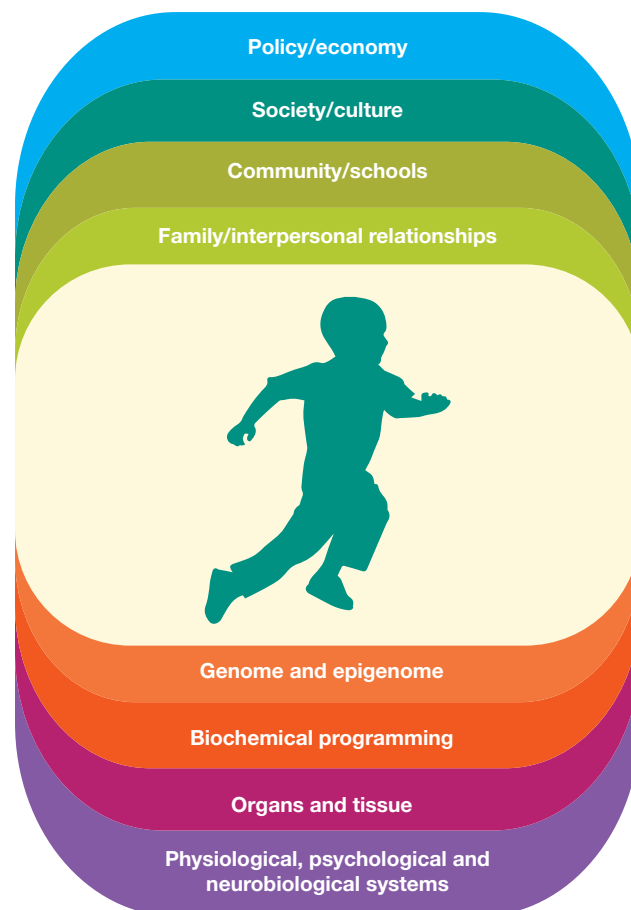 Policy/economy
Society/culture
Community/schools
Family/interpersonal relationships
Genome and epigenome
Biochemical programming
Organs and tissue
Physiological, psychological and
neurobiological systems